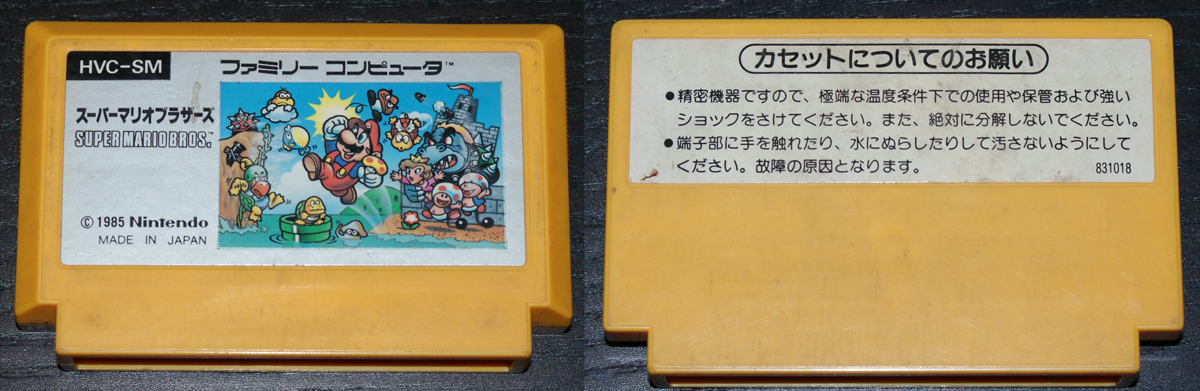 HVC-SM
ファミリー コンピュータ™
スーパーマリオブラザーズ
SUPER MARIO BROS.
© 1985 Nintendo
MADE IN JAPAN
カセットについてのお願い
●精密機器ですので、極端な温度条件下での使用や保管および強い
ショックをさけてください。また、絶対に分解しないでください。
●端子部に手を触れたり、水にぬらしたりして汚さないようにして
ください。故障の原因となります。
831018